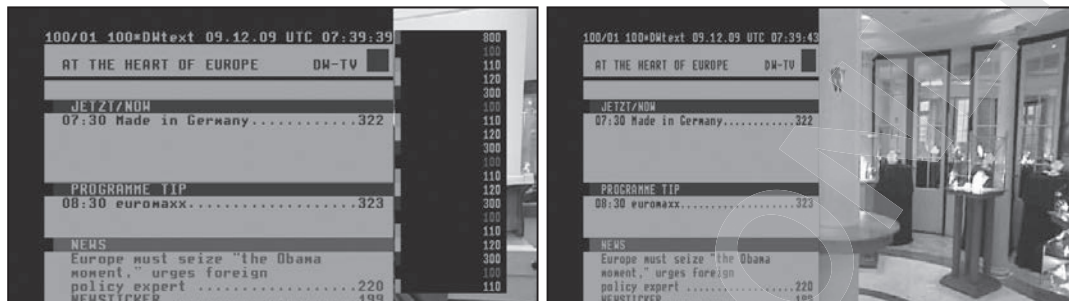 100/01 100*DWtext 09.12.09 UTC 07:39:39
AT THE HEART OF EUROPE DW-TV
JETZT/NOW
07:30 Made in Germany............322
PROGRAMME TIP
08:30 euromaxx...................323
NEWS
Europe must seize "the Obama
moment," urges foreign
policy expert ..................220
NEWSTICKER 199
800
100
110
120
300
100
110
120
300
100
110
120
300
100
110
120
300
100
110
100/01 100*DWtext 09.12.09 UTC 07:39:43
AT THE HEART OF EUROPE DW-TV
JETZT/NOW
07:30 Made in Germany............322
PROGRAMME TIP
08:30 euromaxx...................323
NEWS
Europe must seize "the Obama
moment," urges foreign
policy expert ..................220
NEWSTICKER